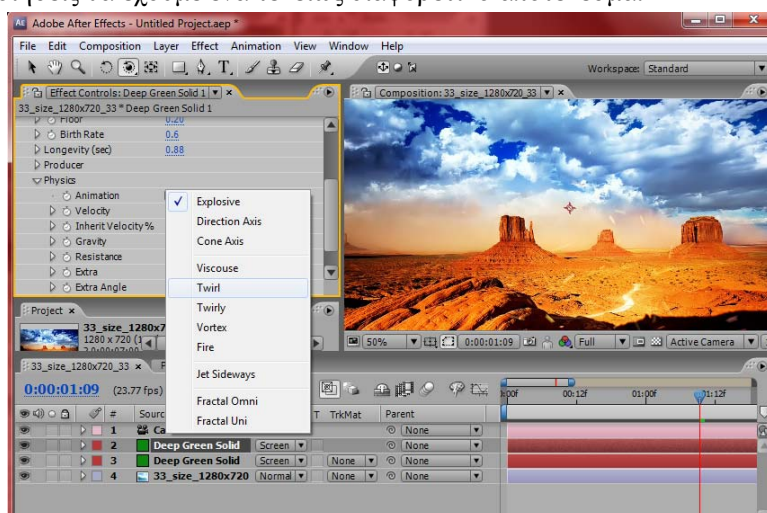 Adobe After Effects - Untitled Project.aep *
File Edit Composition Layer Effect Animation View Window Help
Workspace: Standard
Effect Controls: Deep Green Solid 1
33_size_1280x720_33 * Deep Green Solid 1
Floor 0.20
Birth Rate 0.6
Longevity (sec) 0.88
Producer
Physics
Animation
Velocity
Inherit Velocity %
Gravity
Resistance
Extra
Extra Angle
Explosive
Direction Axis
Cone Axis
Viscouse
Twirl
Twirly
Vortex
Fire
Jet Sideways
Fractal Omni
Fractal Uni
Composition: 33_size_1280x720_33
50% 0:00:01:09 Full Active Camera
Project
33_size_1280x7
1280 x 720 (1
33_size_1280x720_33
0:00:01:09 (23.77 fps)
00f 00:12f 01:00f 01:12f
# Sourc T TrkMat Parent
1 Ca None
2 Deep Green Solid Screen None
3 Deep Green Solid Screen None None
4 33_size_1280x720 Normal None None